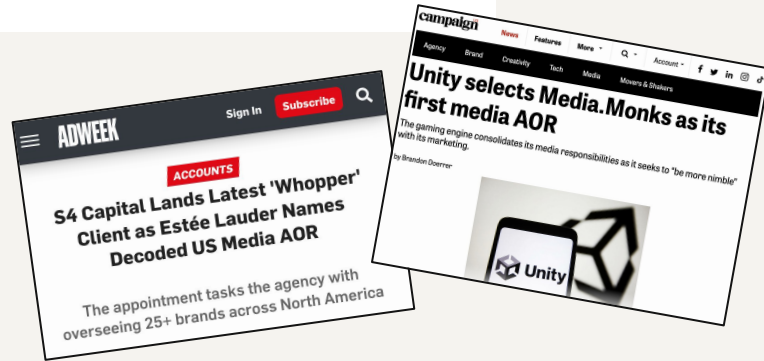 ADWEEK
Sign In
Subscribe
ACCOUNTS
S4 Capital Lands Latest 'Whopper'
Client as Estée Lauder Names
Decoded US Media AOR
The appointment tasks the agency with
overseeing 25+ brands across North America
campaign
News
Features
More
Account
Agency
Brand
Creativity
Tech
Media
Movers & Shakers
Unity selects Media.Monks as its
first media AOR
The gaming engine consolidates its media responsibilities as it seeks to "be more nimble"
with its marketing.
by Brandon Doerrer
Unity